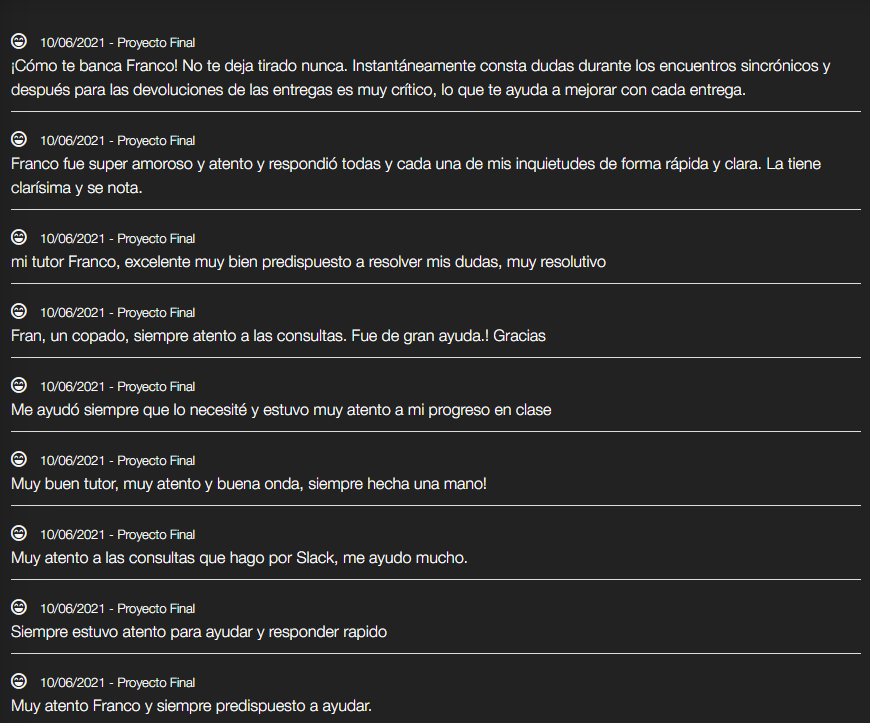 10/06/2021 - Proyecto Final
¡Cómo te banca Franco! No te deja tirado nunca. Instantáneamente consta dudas durante los encuentros sincrónicos y
después para las devoluciones de las entregas es muy crítico, lo que te ayuda a mejorar con cada entrega.
10/06/2021 - Proyecto Final
Franco fue super amoroso y atento y respondió todas y cada una de mis inquietudes de forma rápida y clara. La tiene
clarísima y se nota.
10/06/2021 - Proyecto Final
mi tutor Franco, excelente muy bien predispuesto a resolver mis dudas, muy resolutivo
10/06/2021 - Proyecto Final
Fran, un copado, siempre atento a las consultas. Fue de gran ayuda.! Gracias
10/06/2021 - Proyecto Final
Me ayudó siempre que lo necesité y estuvo muy atento a mi progreso en clase
10/06/2021 - Proyecto Final
Muy buen tutor, muy atento y buena onda, siempre hecha una mano!
10/06/2021 - Proyecto Final
Muy atento a las consultas que hago por Slack, me ayudo mucho.
10/06/2021 - Proyecto Final
Siempre estuvo atento para ayudar y responder rapido
10/06/2021 - Proyecto Final
Muy atento Franco y siempre predispuesto a ayudar.